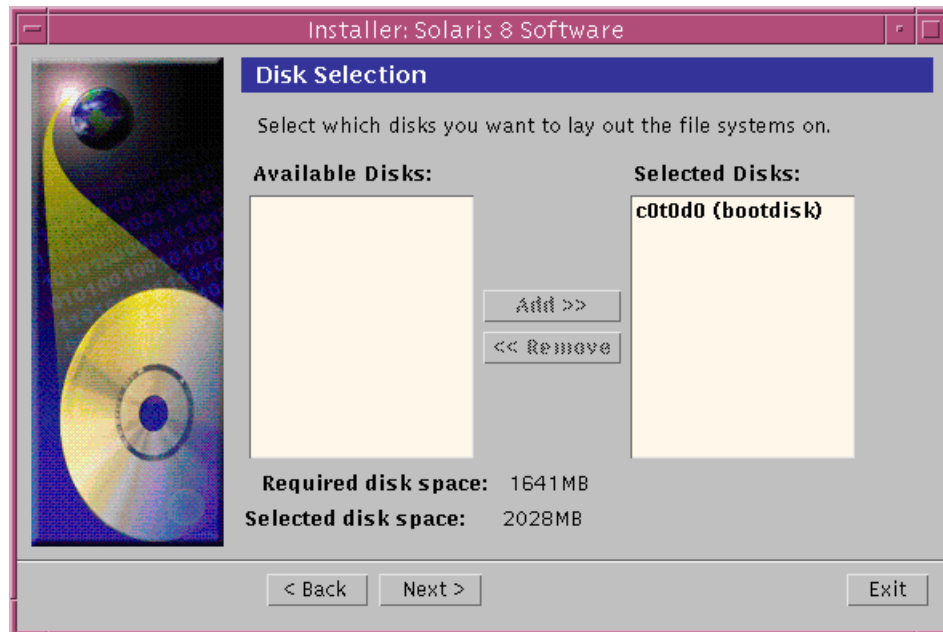 Installer: Solaris 8 Software
Disk Selection
Select which disks you want to lay out the file systems on.
Available Disks:
Selected Disks:
c0t0d0 (bootdisk)
Add >>
<< Remove
Required disk space: 1641MB
Selected disk space: 2028MB
< Back
Next >
Exit